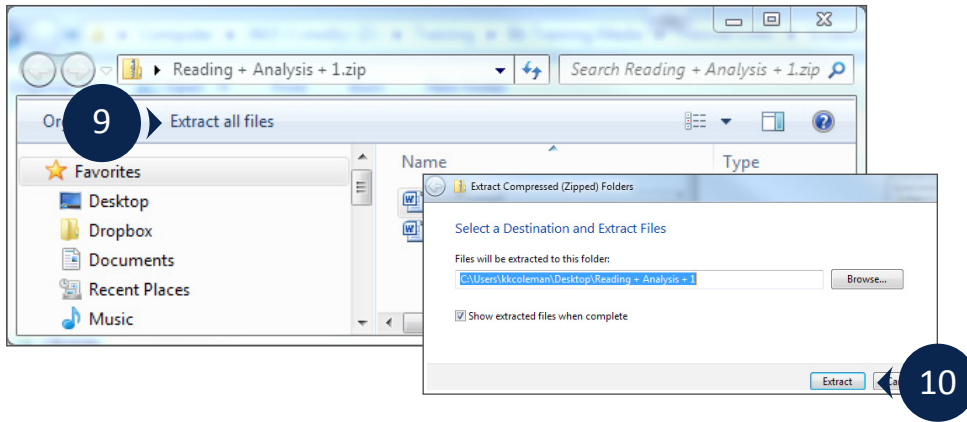 Reading + Analysis + 1.zip
Search Reading + Analysis + 1.zip
9
Extract all files
Favorites
Desktop
Dropbox
Documents
Recent Places
Music
Name
Type
Extract Compressed (Zipped) Folders
Select a Destination and Extract Files
Files will be extracted to this folder:
C:\Users\kkcoleman\Desktop\Reading + Analysis + 1
Browse...
Show extracted files when complete
Extract
10